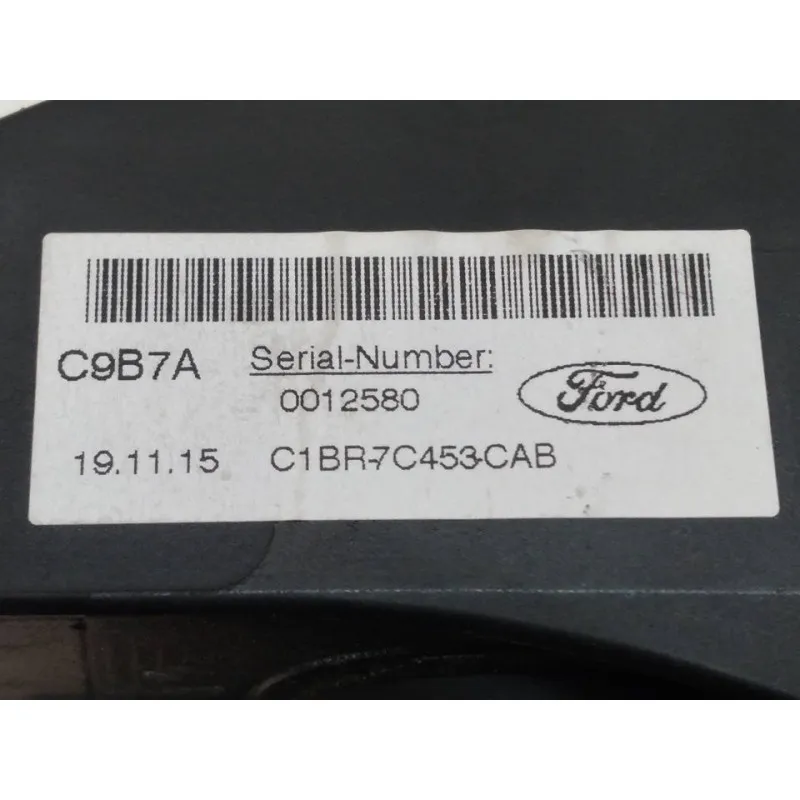 C9B7A Serial-Number:
0012580
Ford
19.11.15 C1BR-7C453-CAB